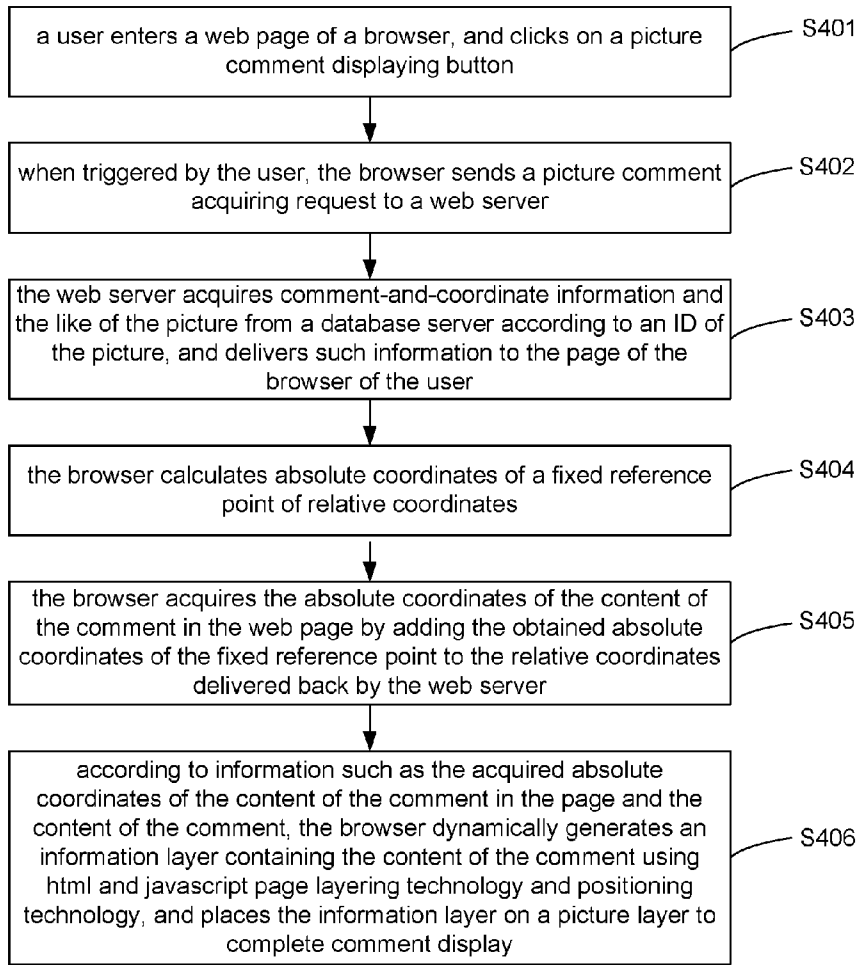 a user enters a web page of a browser, and clicks on a picture
comment displaying button
S401
when triggered by the user, the browser sends a picture comment
acquiring request to a web server
S402
the web server acquires comment-and-coordinate information and
the like of the picture from a database server according to an ID of
the picture, and delivers such information to the page of the
browser of the user
S403
the browser calculates absolute coordinates of a fixed reference
point of relative coordinates
S404
the browser acquires the absolute coordinates of the content of
the comment in the web page by adding the obtained absolute
coordinates of the fixed reference point to the relative coordinates
delivered back by the web server
S405
according to information such as the acquired absolute
coordinates of the content of the comment in the page and the
content of the comment, the browser dynamically generates an
information layer containing the content of the comment using
html and javascript page layering technology and positioning
technology, and places the information layer on a picture layer to
complete comment display
S406